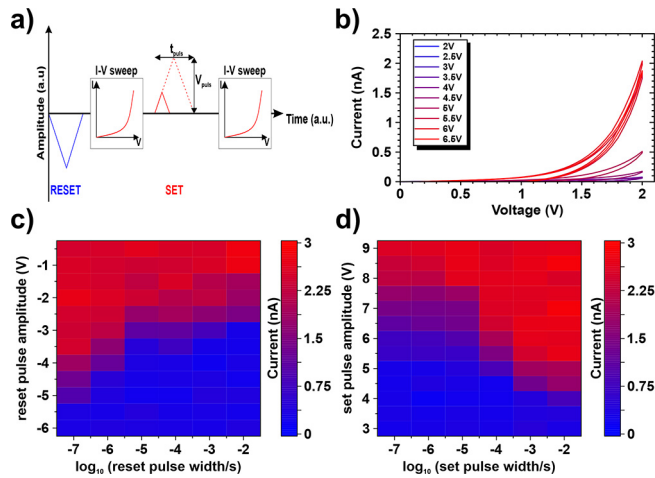 a)
Amplitude (a.u)
I-V sweep
I
V
t puls
V puls
I-V sweep
I
V
Time (a.u.)
RESET
SET
b)
Current (nA)
2.5
2
1.5
1
0.5
0
2V
2.5V
3V
3.5V
4V
4.5V
5V
5.5V
6V
6.5V
0 0.5 1 1.5 2
Voltage (V)
c)
reset pulse amplitude (V)
-1
-2
-3
-4
-5
-6
-7 -6 -5 -4 -3 -2
log10 (reset pulse width/s)
3
2.25
1.5
0.75
0
Current (nA)
d)
set pulse amplitude (V)
9
8
7
6
5
4
3
-7 -6 -5 -4 -3 -2
log10 (set pulse width/s)
3
2.25
1.5
0.75
0
Current (nA)